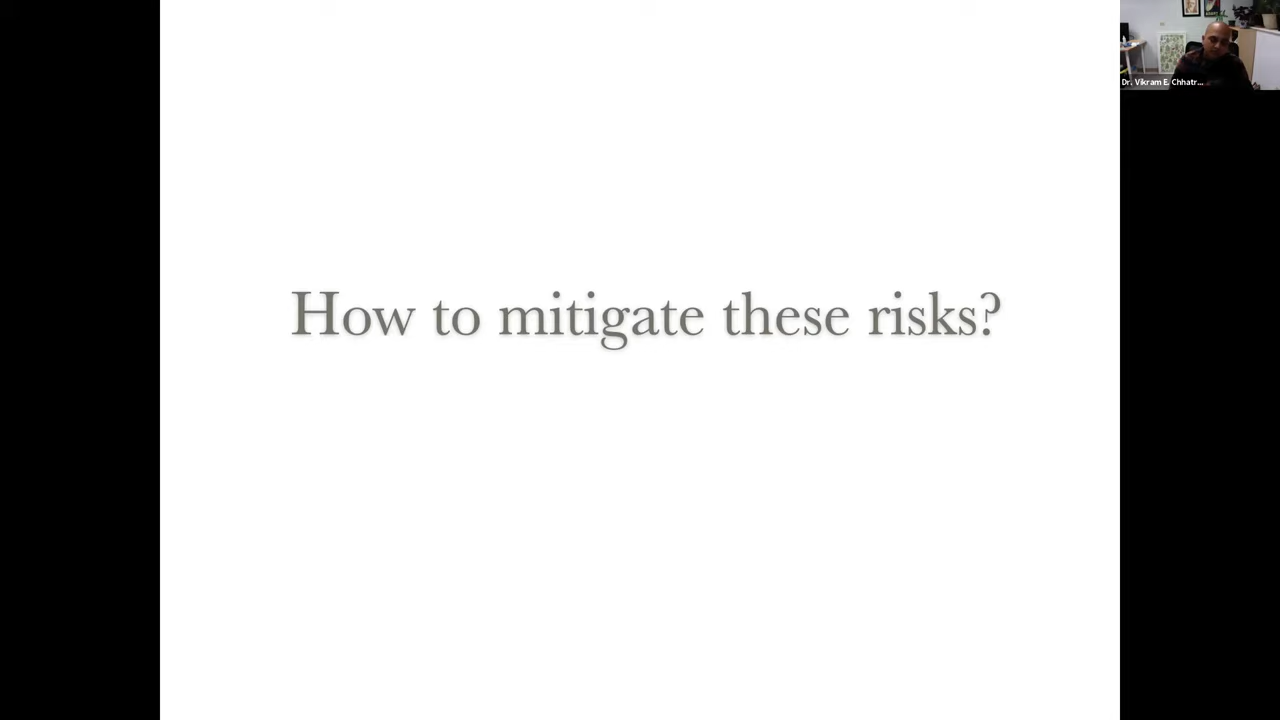 How to mitigate these risks?
Dr. Vikram E. Chhatr...